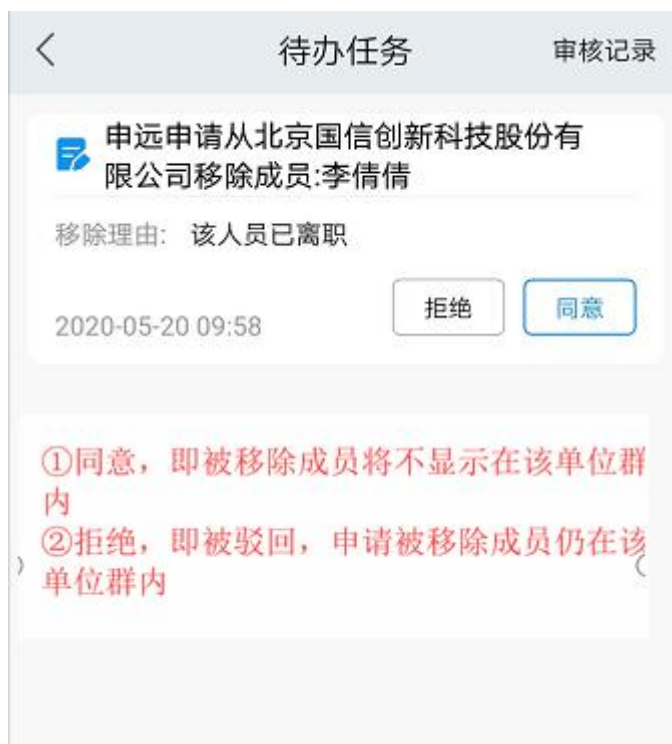 待办任务
审核记录
申远申请从北京国信创新科技股份有
限公司移除成员:李倩倩
移除理由: 该人员已离职
拒绝
同意
2020-05-20 09:58
①同意，即被移除成员将不显示在该单位群
内
②拒绝，即被驳回，申请被移除成员仍在该
单位群内